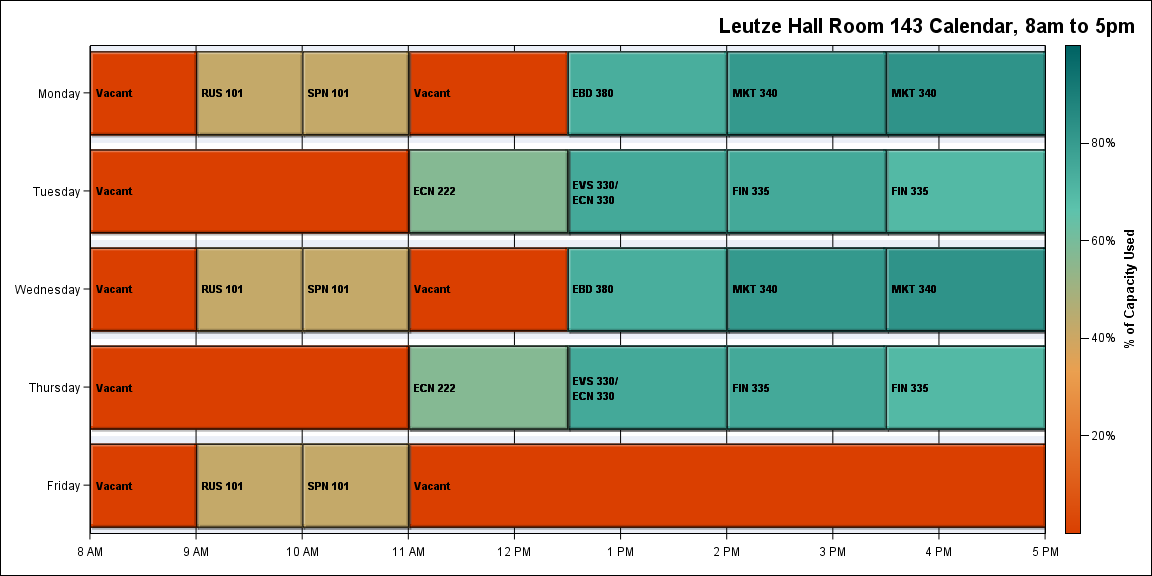 Leutze Hall Room 143 Calendar, 8am to 5pm
Monday
Vacant
RUS 101
SPN 101
Vacant
EBD 380
MKT 340
MKT 340
Tuesday
Vacant
ECN 222
EVS 330/
ECN 330
FIN 335
FIN 335
Wednesday
Vacant
RUS 101
SPN 101
Vacant
EBD 380
MKT 340
MKT 340
Thursday
Vacant
ECN 222
EVS 330/
ECN 330
FIN 335
FIN 335
Friday
Vacant
RUS 101
SPN 101
Vacant
8 AM
9 AM
10 AM
11 AM
12 PM
1 PM
2 PM
3 PM
4 PM
5 PM
80%
60%
40%
20%
% of Capacity Used